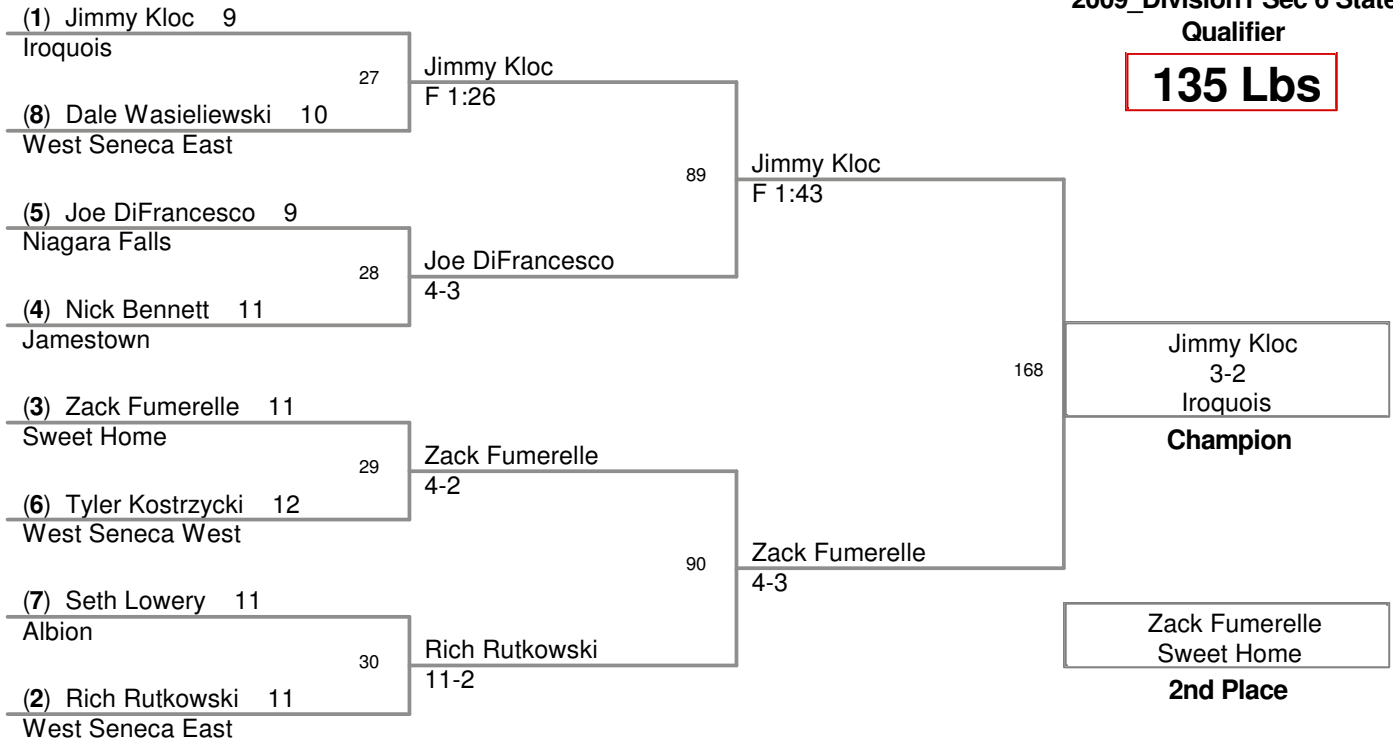 2009_Division1 Sec 6 State
Qualifier
135 Lbs
(1) Jimmy Kloc 9
Iroquois
27
(8) Dale Wasieliewski 10
West Seneca East
Jimmy Kloc
F 1:26
(5) Joe DiFrancesco 9
Niagara Falls
28
(4) Nick Bennett 11
Jamestown
Joe DiFrancesco
4-3
89
Jimmy Kloc
F 1:43
(3) Zack Fumerelle 11
Sweet Home
29
(6) Tyler Kostrzycki 12
West Seneca West
Zack Fumerelle
4-2
(7) Seth Lowery 11
Albion
30
(2) Rich Rutkowski 11
West Seneca East
Rich Rutkowski
11-2
90
Zack Fumerelle
4-3
168
Jimmy Kloc
3-2
Iroquois
Champion
Zack Fumerelle
Sweet Home
2nd Place